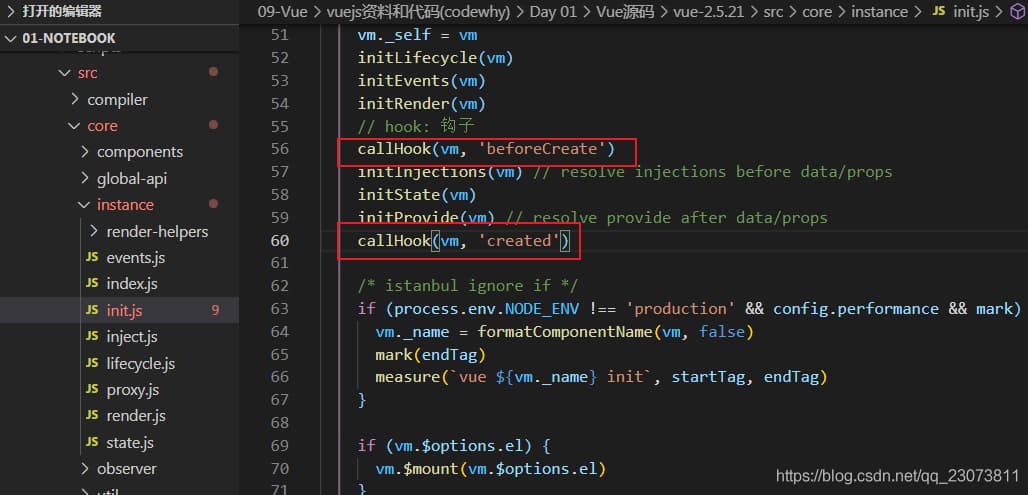 打开的编辑器
09-Vue > vuejs资料和代码(codewhy) > Day 01 > Vue源码 > vue-2.5.21 > src > core > instance > JS init.js >
01-NOTEBOOK
src
compiler
core
components
global-api
instance
render-helpers
JS events.js
JS index.js
JS init.js 9
JS inject.js
JS lifecycle.js
JS proxy.js
JS render.js
JS state.js
observer
util
51 vm._self = vm
52 initLifecycle(vm)
53 initEvents(vm)
54 initRender(vm)
55 // hook: 钩子
56 callHook(vm, 'beforeCreate')
57 initInjections(vm) // resolve injections before data/props
58 initState(vm)
59 initProvide(vm) // resolve provide after data/props
60 callHook(vm, 'created')
61
62 /* istanbul ignore if */
63 if (process.env.NODE_ENV !== 'production' && config.performance && mark)
64 vm._name = formatComponentName(vm, false)
65 mark(endTag)
66 measure(`vue ${vm._name} init`, startTag, endTag)
67 }
68
69 if (vm.$options.el) {
70 vm.$mount(vm.$options.el)
71 }
https://blog.csdn.net/qq_23073811